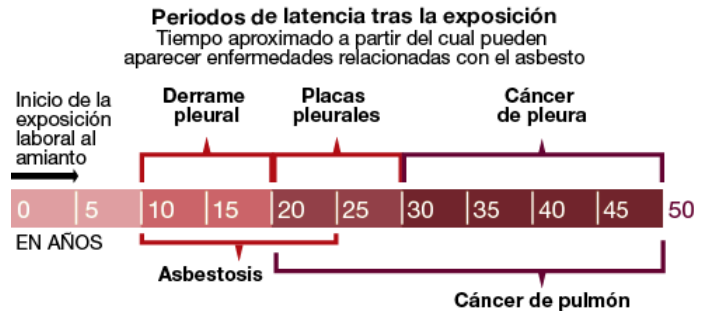 Periodos de latencia tras la exposición
Tiempo aproximado a partir del cual pueden
aparecer enfermedades relacionadas con el asbesto
Inicio de la
exposición
laboral al
amianto
Derrame
pleural
Placas
pleurales
Cáncer
de pleura
0 5 10 15 20 25 30 35 40 45 50
EN AÑOS
Asbestosis
Cáncer de pulmón